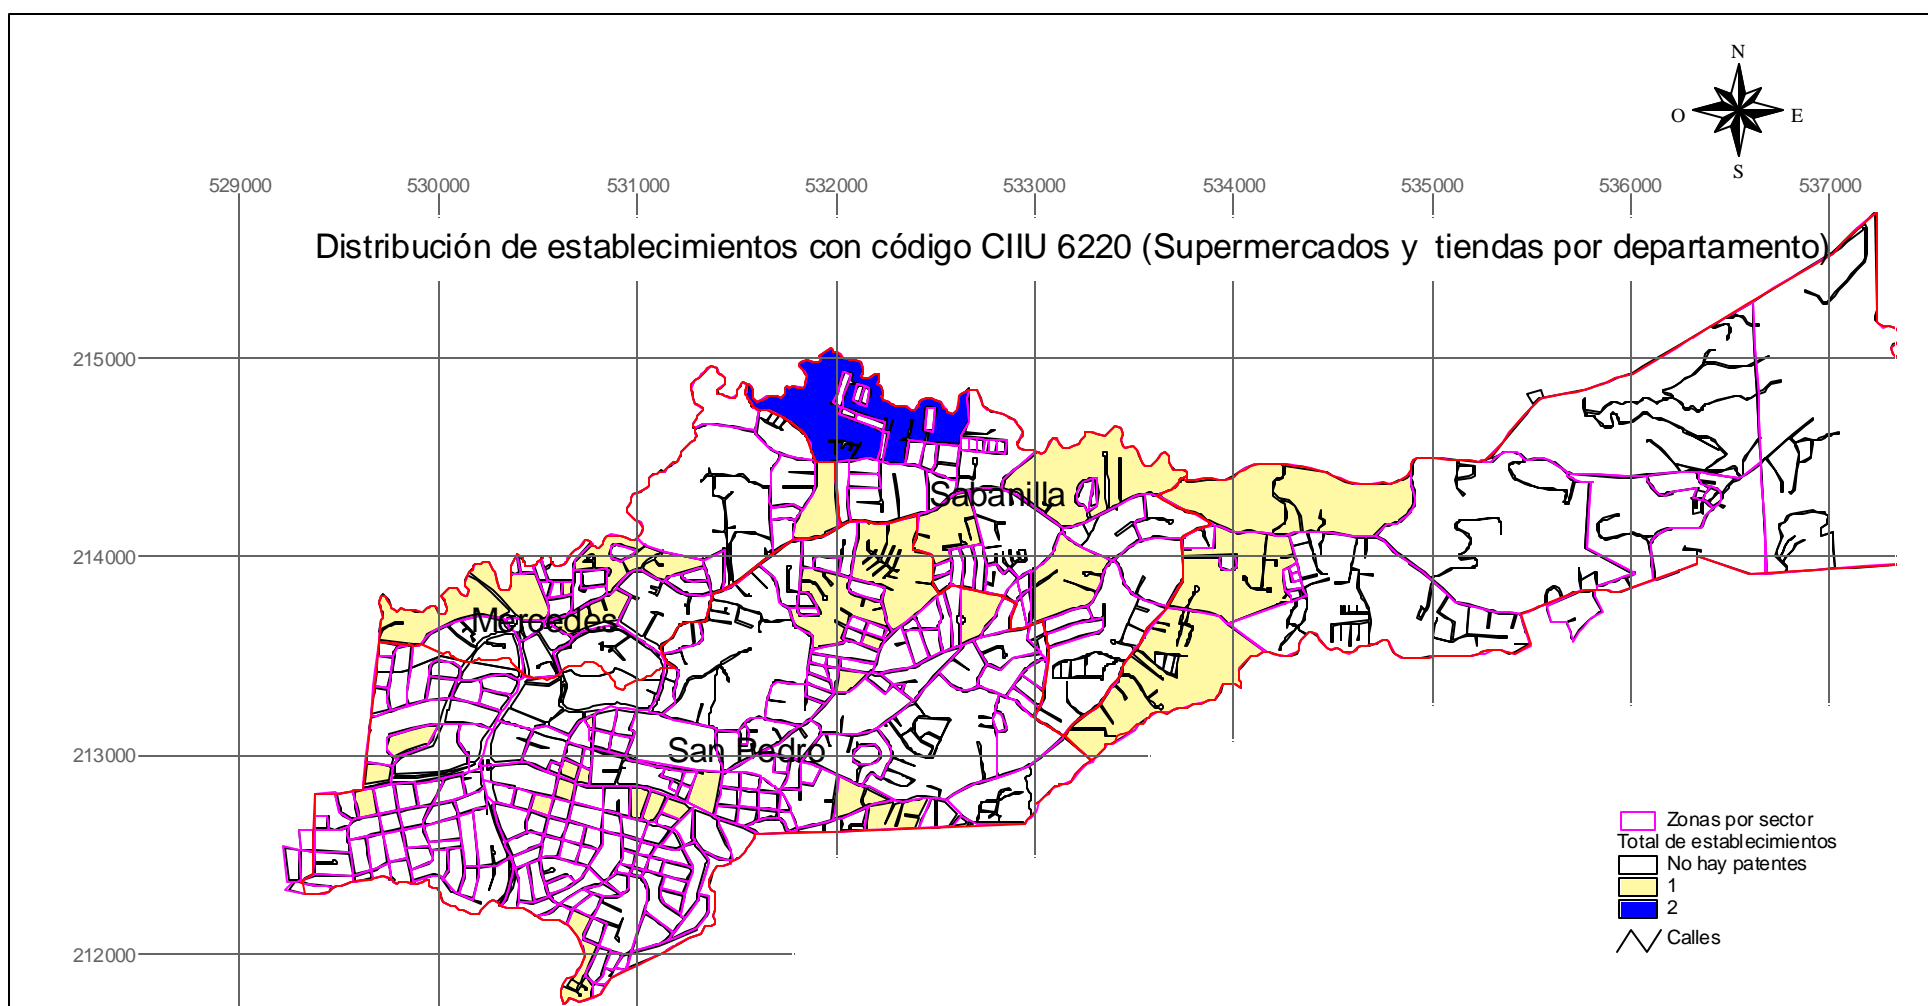 N
O E
S
529000 530000 531000 532000 533000 534000 535000 536000 537000
Distribución de establecimientos con código CIIU 6220 (Supermercados y tiendas por departamento)
215000
Sabanilla
214000
Mercedes
San Pedro
213000
Zonas por sector
Total de establecimientos
No hay patentes
1
2
Calles
212000